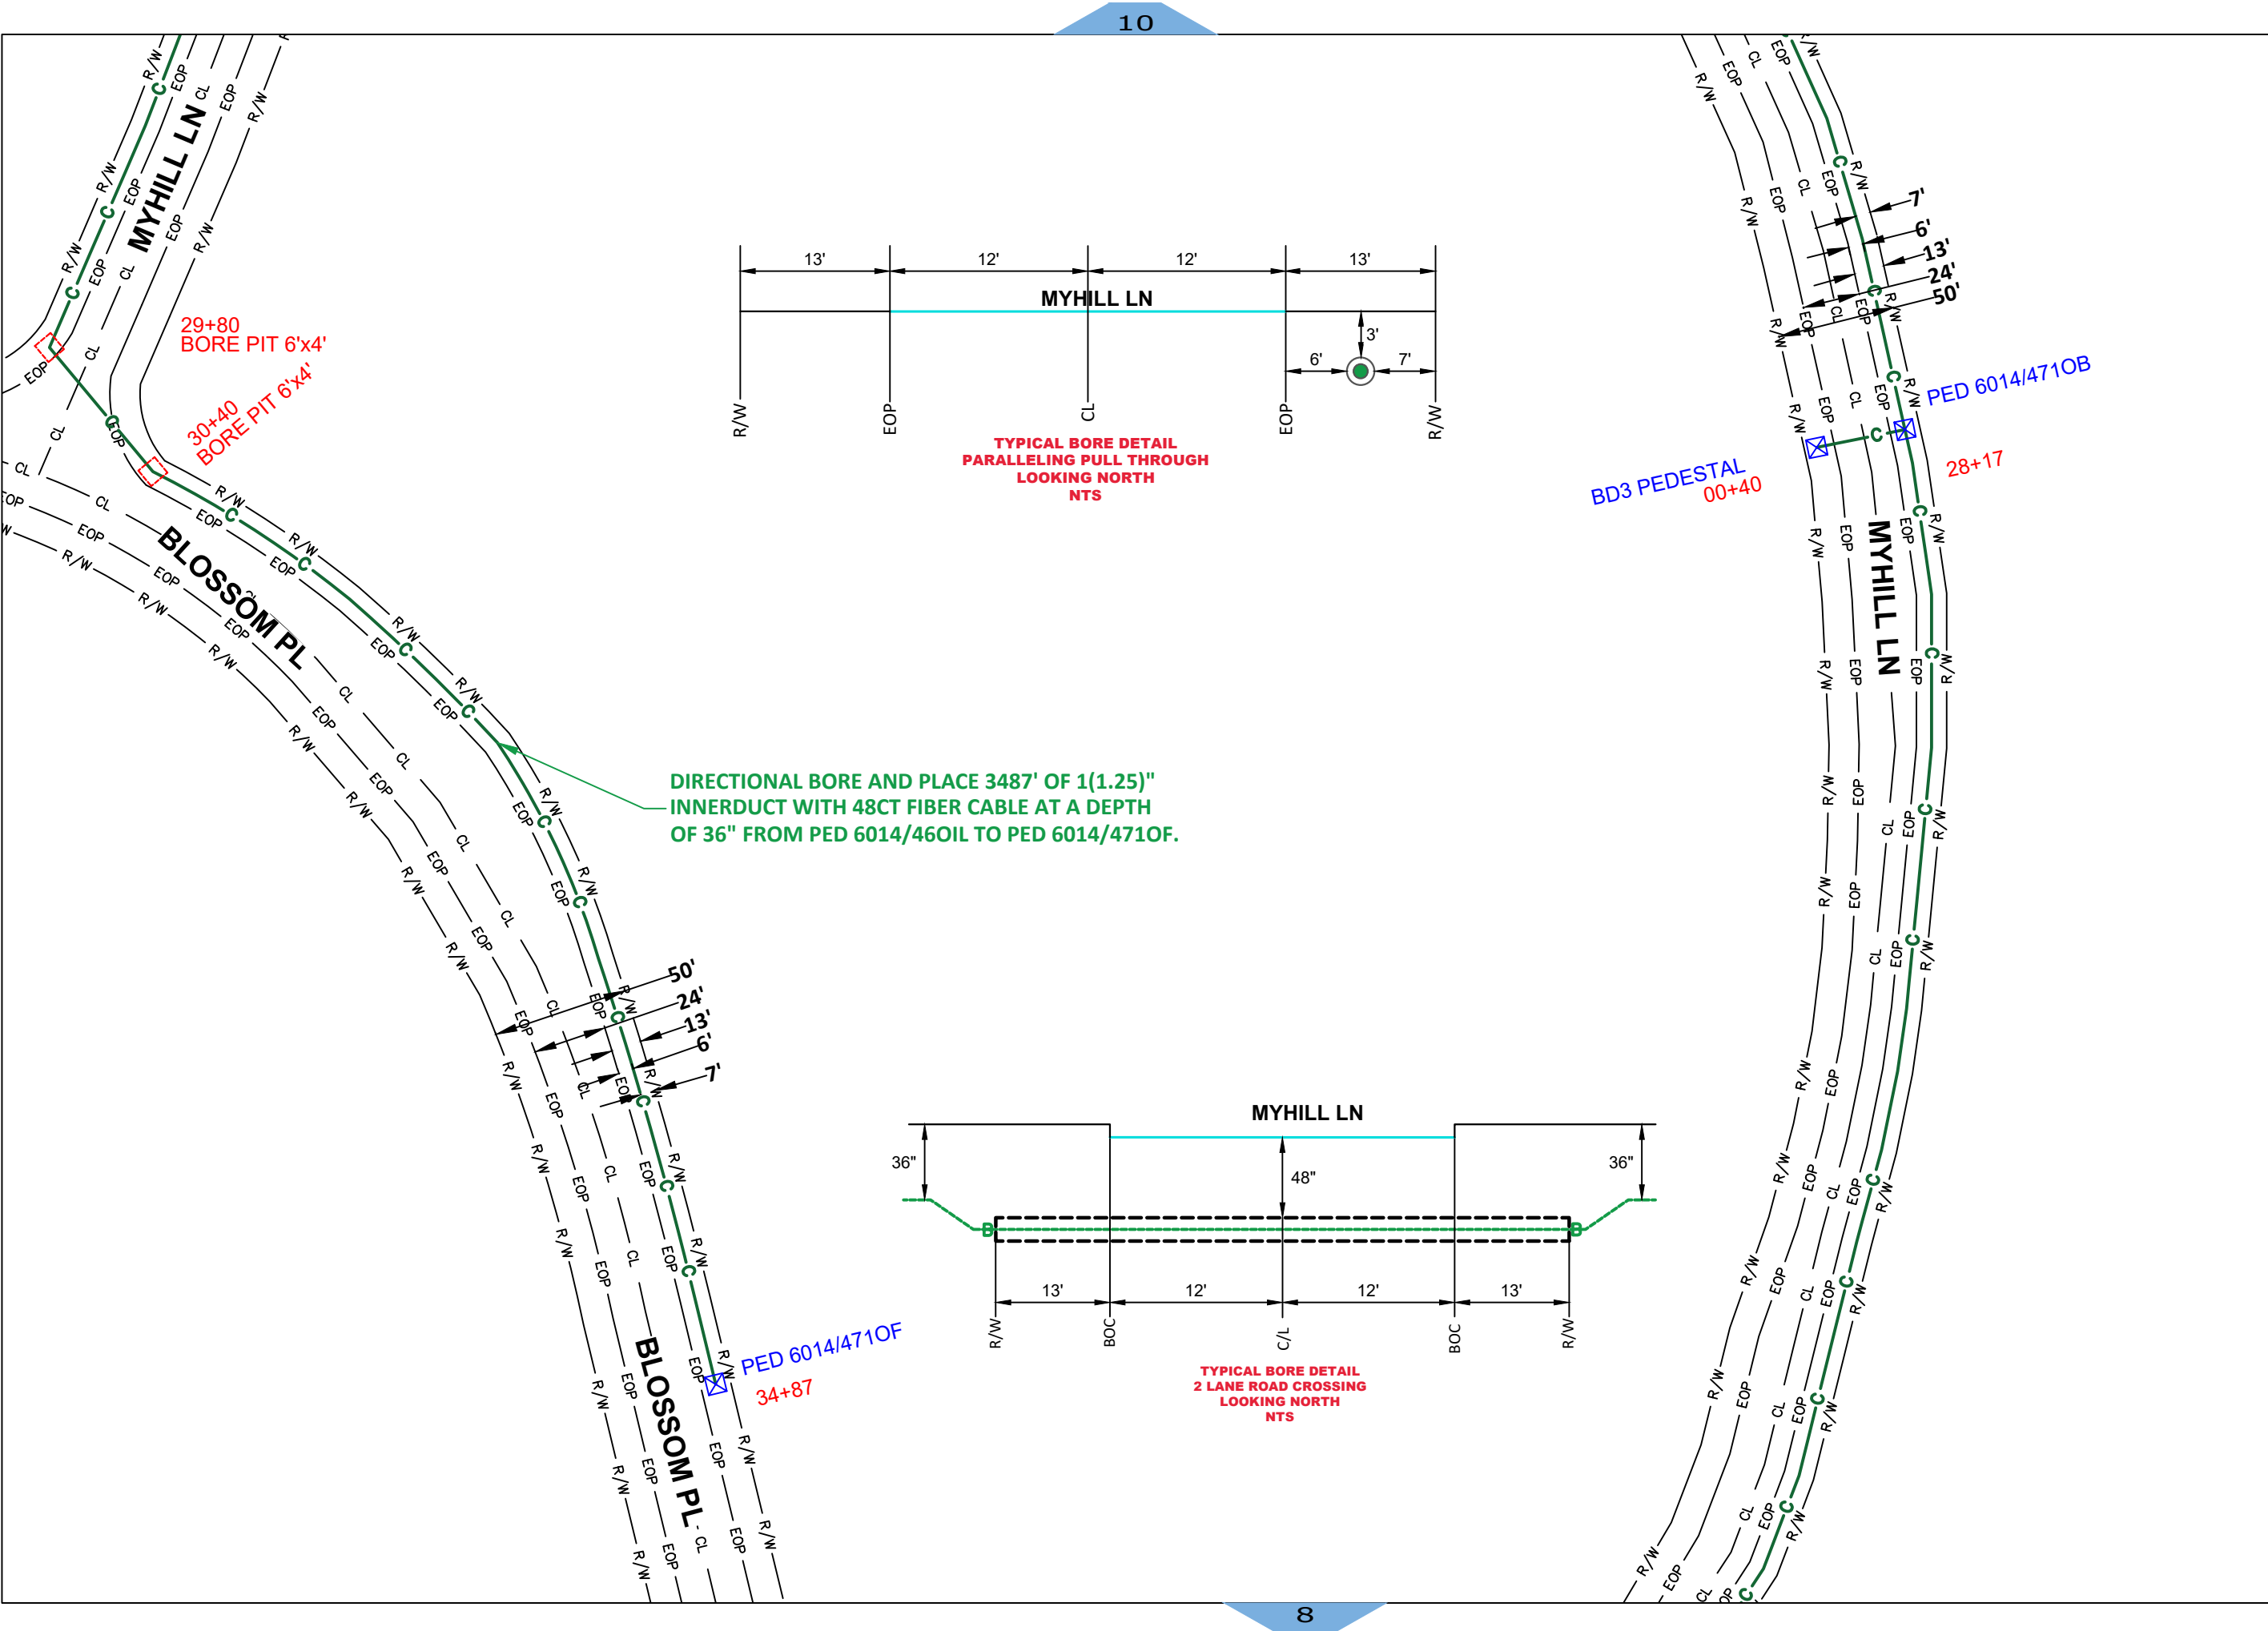 10
MYHILL LN
29+80
BORE PIT 6'x4'
30+40
BORE PIT 6'x4'
BLOSSOM PL
13'
12'
12'
13'
MYHILL LN
3'
6'
7'
R/W
EOP
CL
EOP
R/W
TYPICAL BORE DETAIL
PARALLELING PULL THROUGH
LOOKING NORTH
NTS
7'
6'
13'
24'
50'
PED 6014/471OB
28+17
BD3 PEDESTAL
00+40
MYHILL LN
DIRECTIONAL BORE AND PLACE 3487' OF 1(1.25)"
INNERDUCT WITH 48CT FIBER CABLE AT A DEPTH
OF 36" FROM PED 6014/46OIL TO PED 6014/471OF.
50'
24'
13'
6'
7'
MYHILL LN
36"
48"
36"
B
B
13'
12'
12'
13'
R/W
BOC
C/L
BOC
R/W
TYPICAL BORE DETAIL
2 LANE ROAD CROSSING
LOOKING NORTH
NTS
PED 6014/471OF
34+87
BLOSSOM PL
R/W
C
EOP
CL
EOP
R/W
8